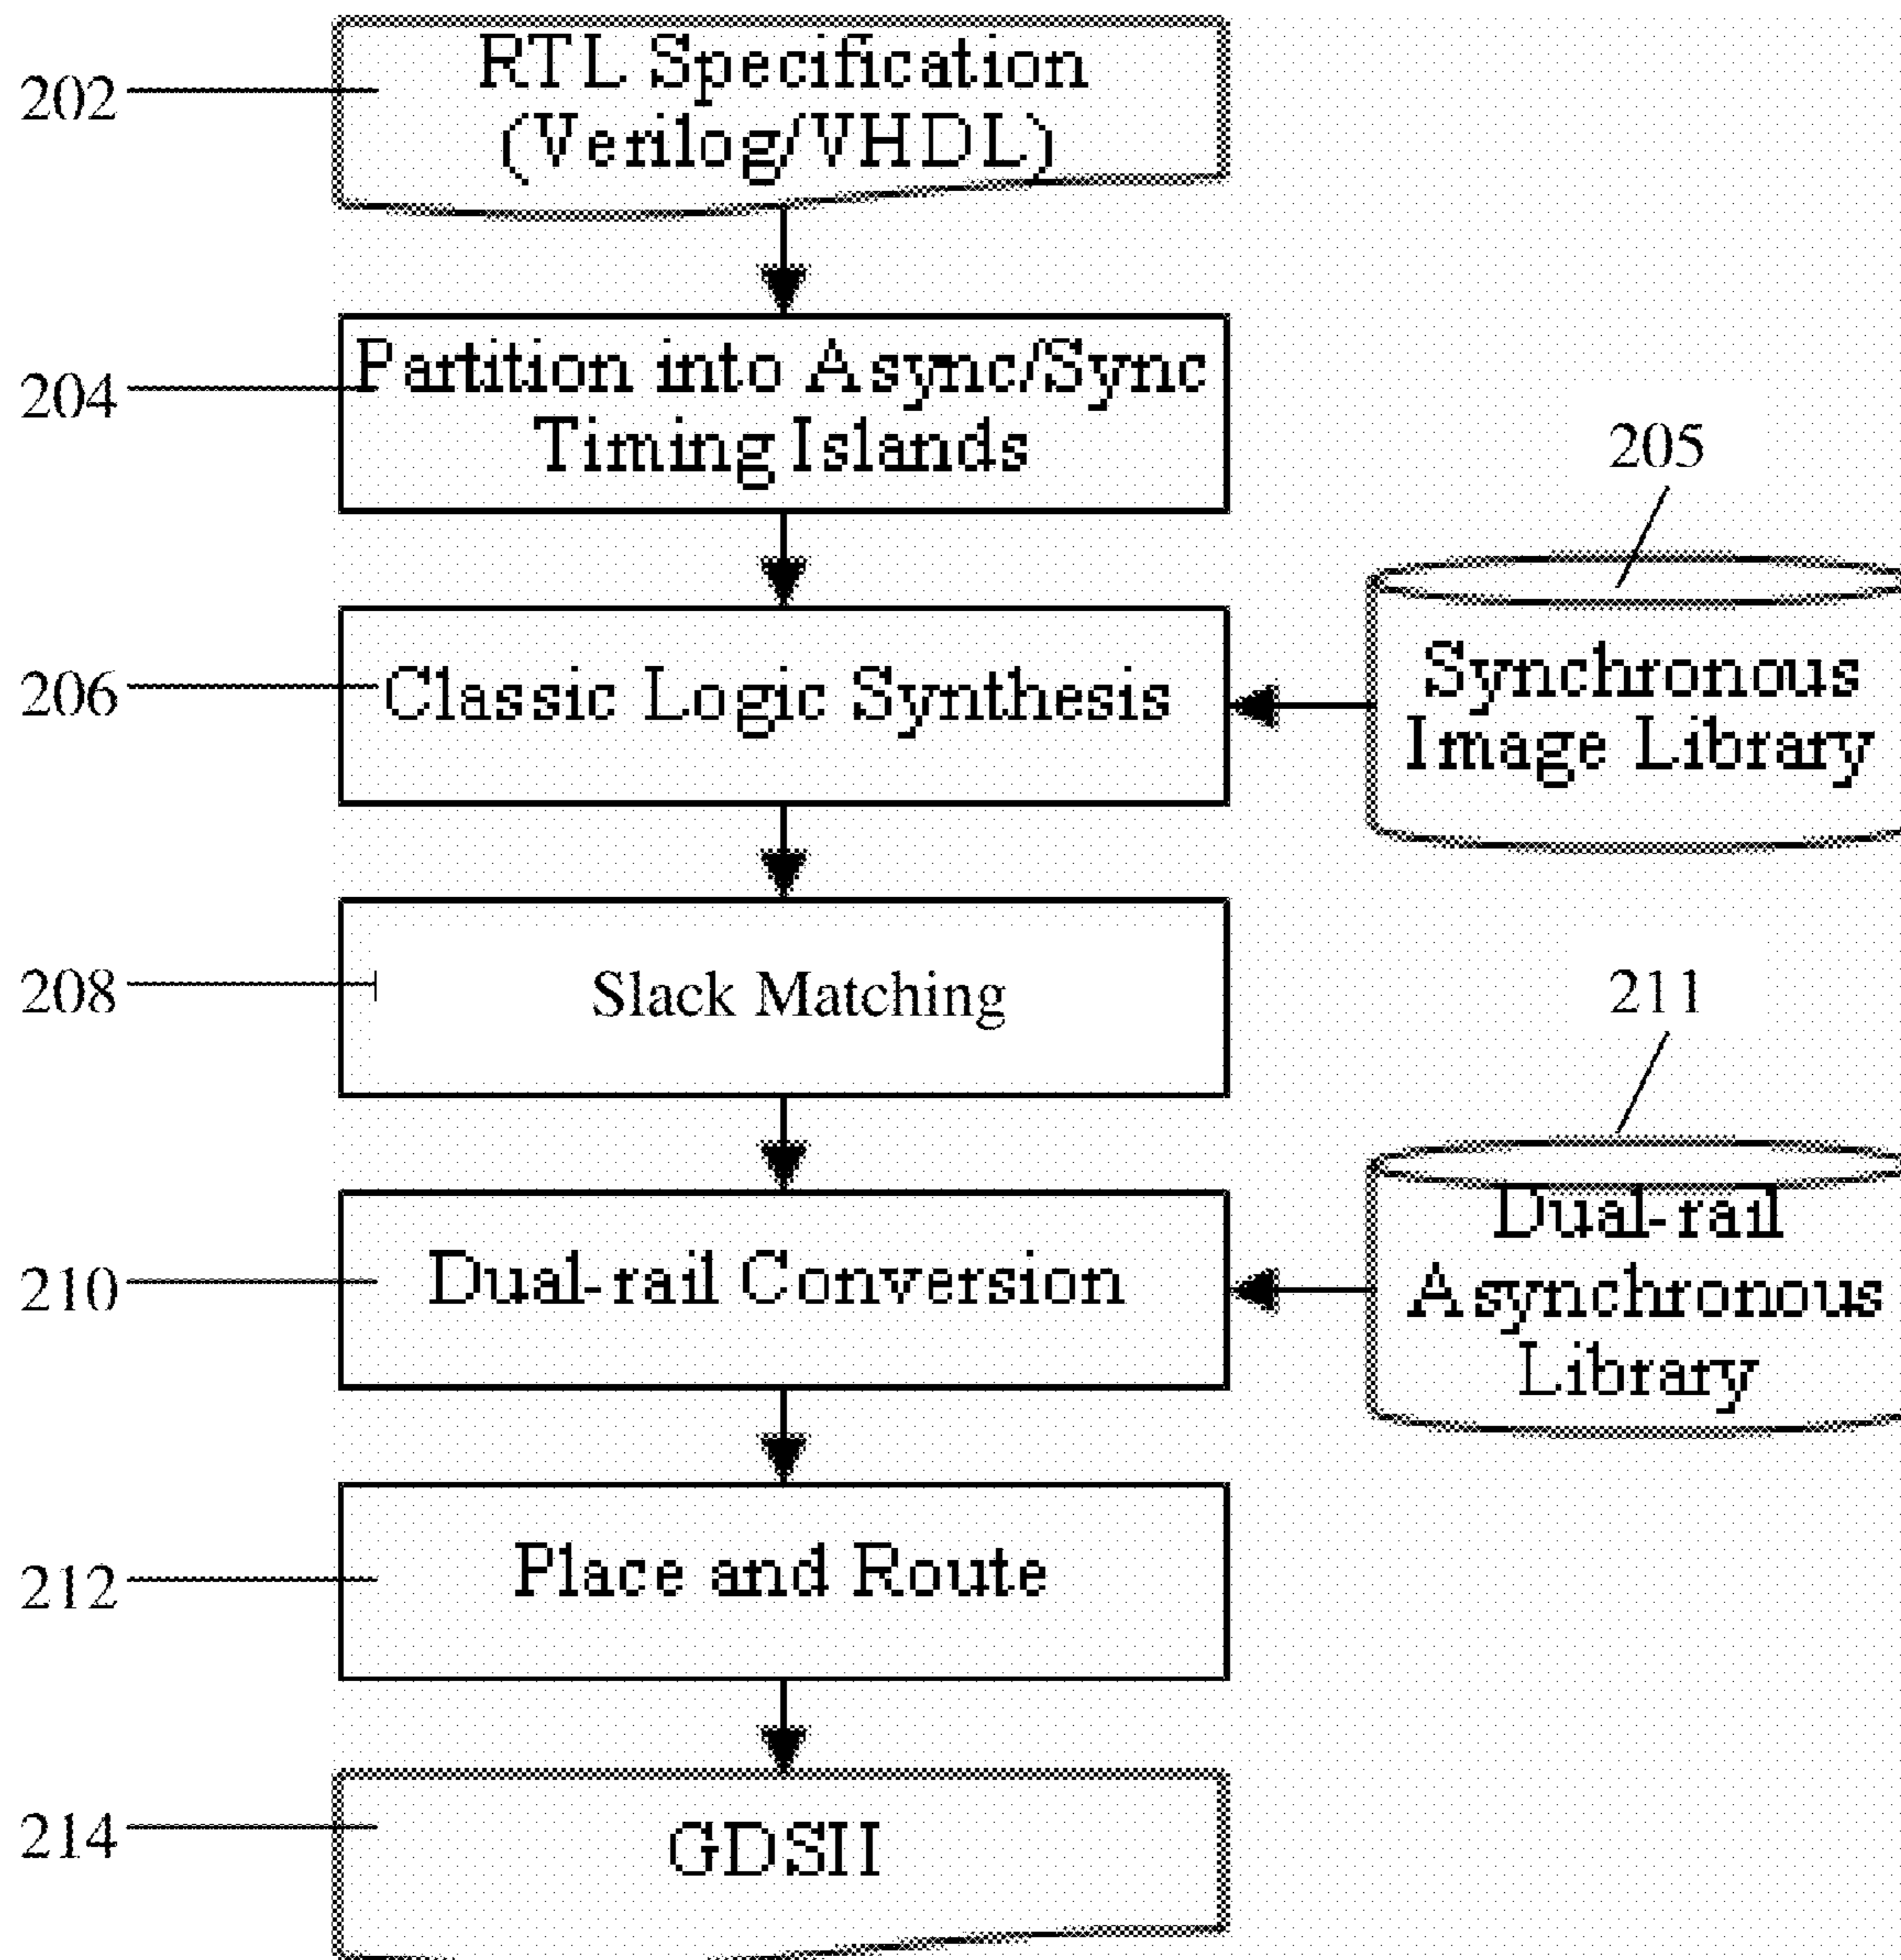 202
RTL Specification
(Verilog/VHDL)
204
Partition into Async/Sync
Timing Islands
205
206
Classic Logic Synthesis
Synchronous
Image Library
208
Slack Matching
211
210
Dual-rail Conversion
Dual-rail
Asynchronous
Library
212
Place and Route
214
GDSII